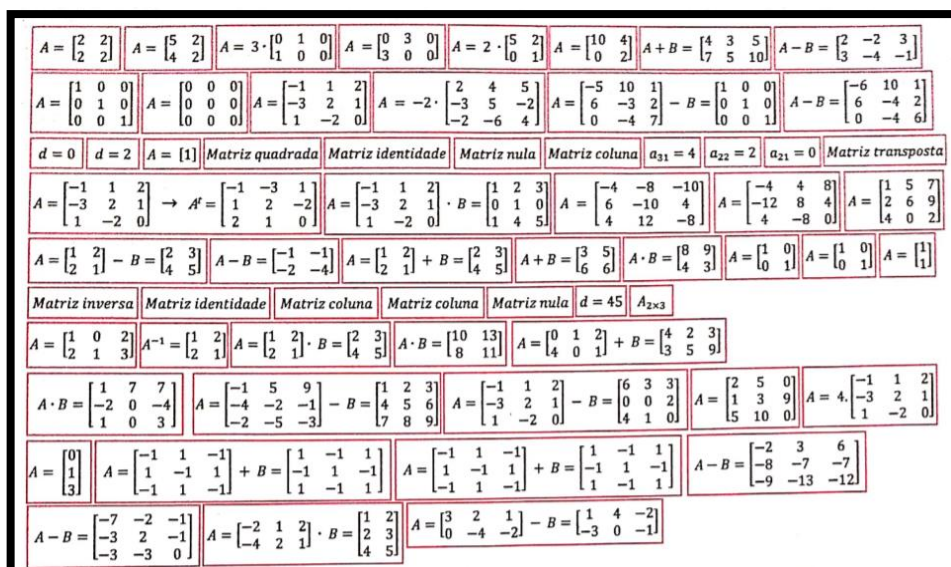 A = [2 2; 2 2] A = [5 2; 4 2] A = 3 · [0 1 0; 1 0 0] A = [0 3 0; 3 0 0] A = 2 · [5 2; 0 1] A = [10 4; 0 2] A + B = [4 3 5; 7 5 10] A − B = [2 −2 3; 3 −4 −1]
A = [1 0 0; 0 1 0; 0 0 1] A = [0 0 0; 0 0 0; 0 0 0] A = [−1 1 2; −3 2 1; 1 −2 0] A = −2 · [2 4 5; −3 5 −2; −2 −6 4] A = [−5 10 1; 6 −3 2; 0 −4 7] − B = [1 0 0; 0 1 0; 0 0 1] A − B = [−6 10 1; 6 −4 2; 0 −4 6]
d = 0 d = 2 A = [1] Matriz quadrada Matriz identidade Matriz nula Matriz coluna a₃₁ = 4 a₂₂ = 2 a₂₁ = 0 Matriz transposta
A = [−1 1 2; −3 2 1; 1 −2 0] → Aᵗ = [−1 −3 1; 1 2 −2; 2 1 0] A = [−1 1 2; −3 2 1; 1 −2 0] · B = [1 2 3; 0 1 0; 1 4 5] A = [−4 −8 −10; 6 −10 4; 4 12 −8] A = [−4 4 8; −12 8 4; 4 −8 0] A = [1 5 7; 2 6 9; 4 0 2]
A = [1 2; 2 1] − B = [2 3; 4 5] A − B = [−1 −1; −2 −4] A = [1 2; 2 1] + B = [2 3; 4 5] A + B = [3 5; 6 6] A · B = [8 9; 4 3] A = [1 0; 0 1] A = [1 0; 0 1] A = [1; 1]
Matriz inversa Matriz identidade Matriz coluna Matriz coluna Matriz nula d = 45 A₂ₓ₃
A = [1 0 2; 2 1 3] A⁻¹ = [1 2; 2 1] A = [1 2; 2 1] · B = [2 3; 4 5] A · B = [10 13; 8 11] A = [0 1 2; 4 0 1] + B = [4 2 3; 3 5 9]
A · B = [1 7 7; −2 0 −4; 1 0 3] A = [−1 5 9; −4 −2 −1; −2 −5 −3] − B = [1 2 3; 4 5 6; 7 8 9] A = [−1 1 2; −3 2 1; 1 −2 0] − B = [6 3 3; 0 0 2; 4 1 0] A = [2 5 0; 1 3 9; 5 10 0] A = 4. [−1 1 2; −3 2 1; 1 −2 0]
A = [0; 1; 3] A = [−1 1 −1; 1 −1 1; −1 1 −1] + B = [1 −1 1; −1 1 −1; 1 −1 1] A = [−1 1 −1; 1 −1 1; −1 1 −1] + B = [1 −1 1; −1 1 −1; 1 −1 1] A − B = [−2 3 6; −8 −7 −7; −9 −13 −12]
A − B = [−7 −2 −1; −3 2 −1; −3 −3 0] A = [−2 1 2; −4 2 1] · B = [1 2; 2 3; 4 5] A = [3 2 1; 0 −4 −2] − B = [1 4 −2; −3 0 −1]